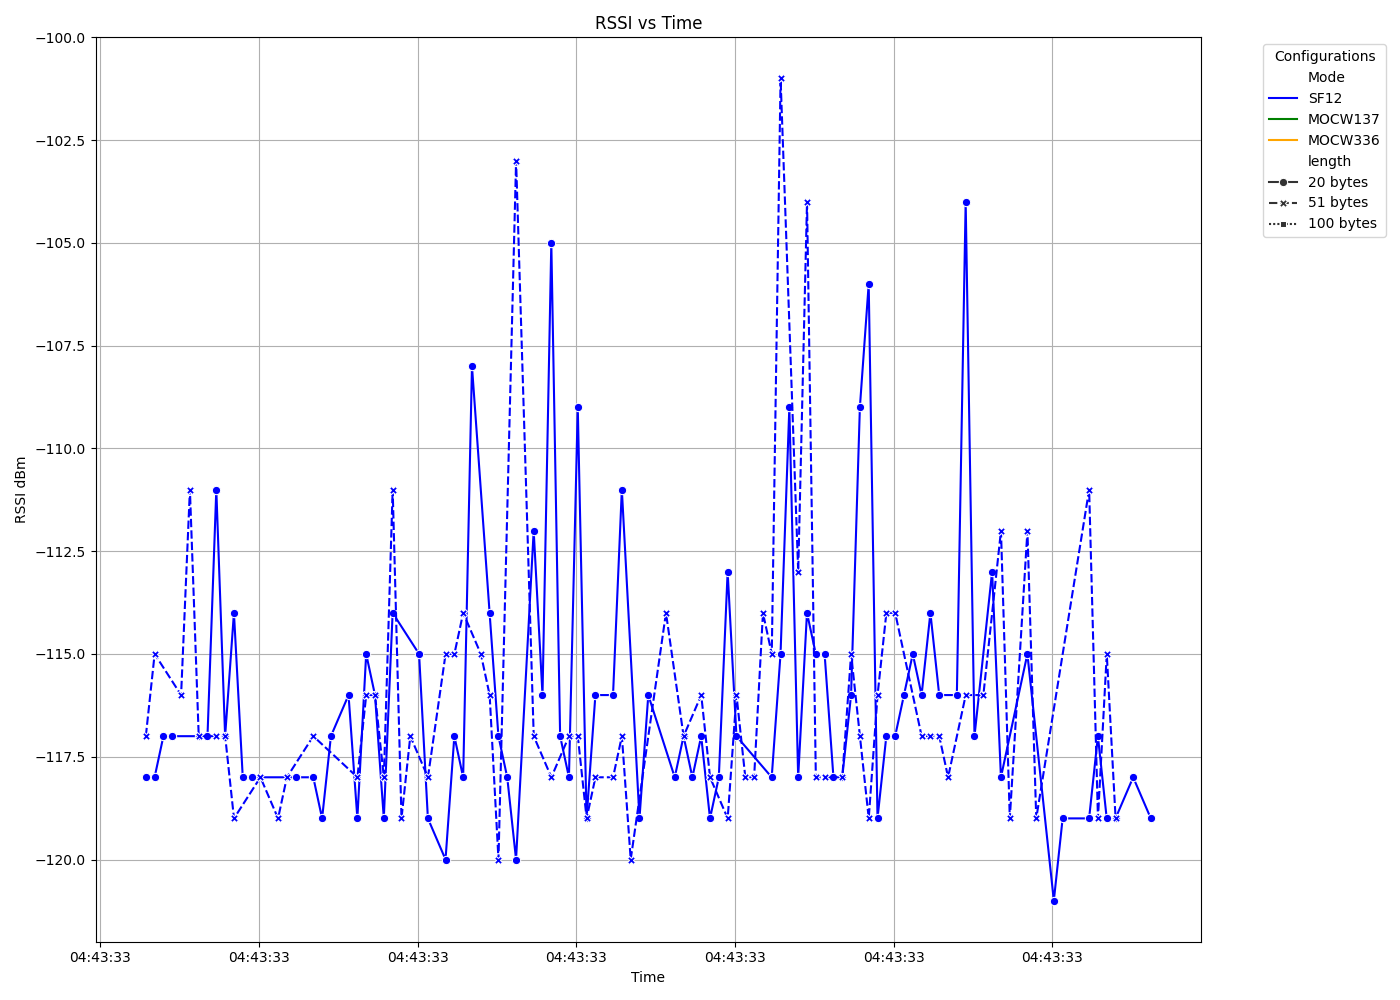 RSSI vs Time
−100.0
−102.5
−105.0
−107.5
−110.0
−112.5
−115.0
−117.5
−120.0
RSSI dBm
04:43:33 04:43:33 04:43:33 04:43:33 04:43:33 04:43:33 04:43:33
Time
Configurations
Mode
SF12
MOCW137
MOCW336
length
20 bytes
51 bytes
100 bytes